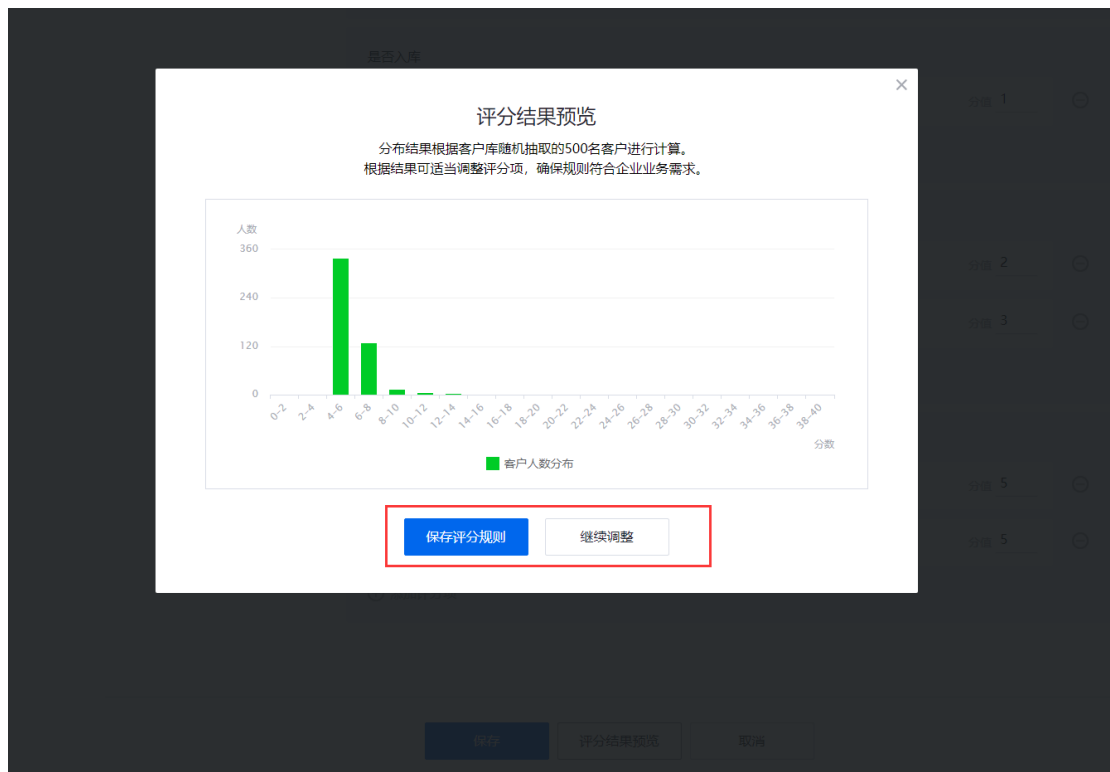 是否入库
分值 1
评分结果预览
分布结果根据客户库随机抽取的500名客户进行计算。
根据结果可适当调整评分项，确保规则符合企业业务需求。
人数
360
240
120
0
0-2 2-4 4-6 6-8 8-10 10-12 12-14 14-16 16-18 18-20 20-22 22-24 24-26 26-28 28-30 30-32 32-34 34-36 36-38 38-40
分数
客户人数分布
分值 2
分值 3
分值 5
分值 5
保存评分规则 继续调整
保存 评分结果预览 取消